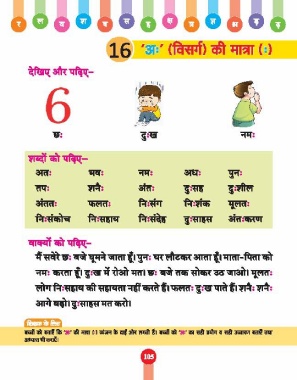 16 'अः' (विसर्ग) की मात्रा (ः)
देखिए और पढ़िए–
6
छः दुःख नमः
शब्दों को पढ़िए–
अतः भवः नमः अधः पुनः
तपः शनैः अंतः दुःसह दुःशील
अंततः फलतः निःसंग निःशंक मूलतः
निःसंकोच निःसहाय निःसंदेह दुःसाहस अंतःकरण
वाक्यों को पढ़िए–
मैं सवेरे छः बजे घूमने जाता हूँ। पुनः घर लौटकर आता हूँ। माता-पिता को
नमः करता हूँ। दुःख में रोओ मत। छः बजे तक सोकर उठ जाओ। मूलतः
लोग निःसहाय की सहायता नहीं करते हैं। फलतः दुःख पाते हैं। शनैः शनैः
आगे बढ़ो। दुःसाहस मत करो।
105